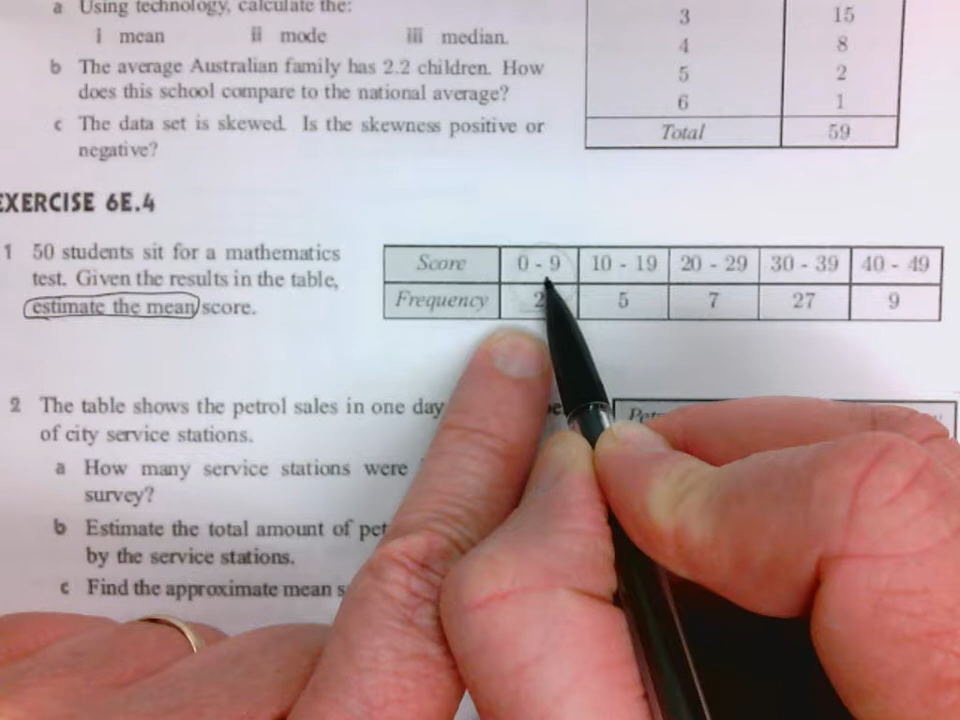 a Using technology, calculate the:
i mean ii mode iii median.
b The average Australian family has 2.2 children. How
does this school compare to the national average?
c The data set is skewed. Is the skewness positive or
negative?
3 15
4 8
5 2
6 1
Total 59
EXERCISE 6E.4
1 50 students sit for a mathematics
test. Given the results in the table,
estimate the mean score.
Score 0 - 9 10 - 19 20 - 29 30 - 39 40 - 49
Frequency 2 5 7 27 9
2 The table shows the petrol sales in one day
of city service stations.
a How many service stations were
survey?
b Estimate the total amount of
by the service stations.
c Find the approximate mean